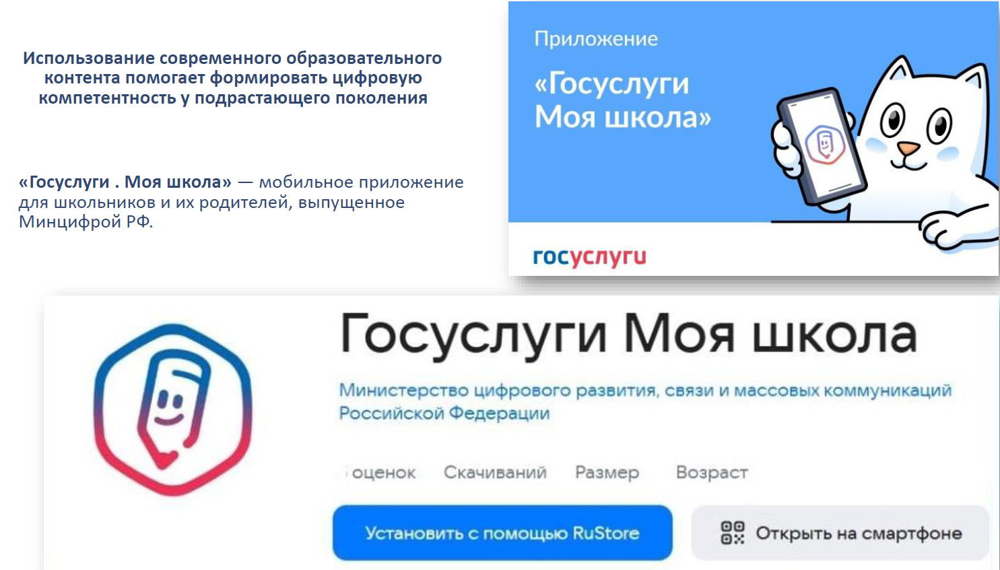 Использование современного образовательного
контента помогает формировать цифровую
компетентность у подрастающего поколения
«Госуслуги . Моя школа» — мобильное приложение
для школьников и их родителей, выпущенное
Минцифрой РФ.
Приложение
«Госуслуги
Моя школа»
госуслуги
Госуслуги Моя школа
Министерство цифрового развития, связи и массовых коммуникаций
Российской Федерации
оценок Скачиваний Размер Возраст
Установить с помощью RuStore Открыть на смартфоне